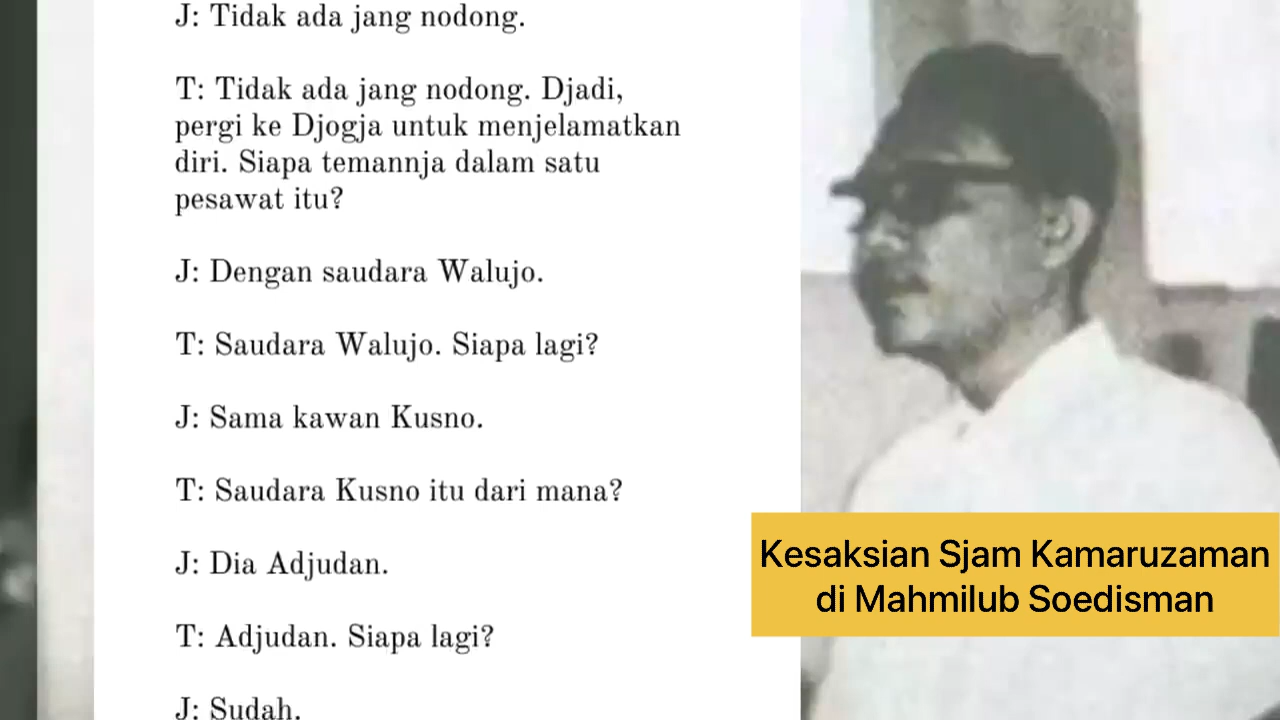 J: Tidak ada jang nodong.
T: Tidak ada jang nodong. Djadi,
pergi ke Djogja untuk menjelamatkan
diri. Siapa temannja dalam satu
pesawat itu?
J: Dengan saudara Walujo.
T: Saudara Walujo. Siapa lagi?
J: Sama kawan Kusno.
T: Saudara Kusno itu dari mana?
J: Dia Adjudan.
T: Adjudan. Siapa lagi?
J: Sudah.
Kesaksian Sjam Kamaruzaman
di Mahmilub Soedisman